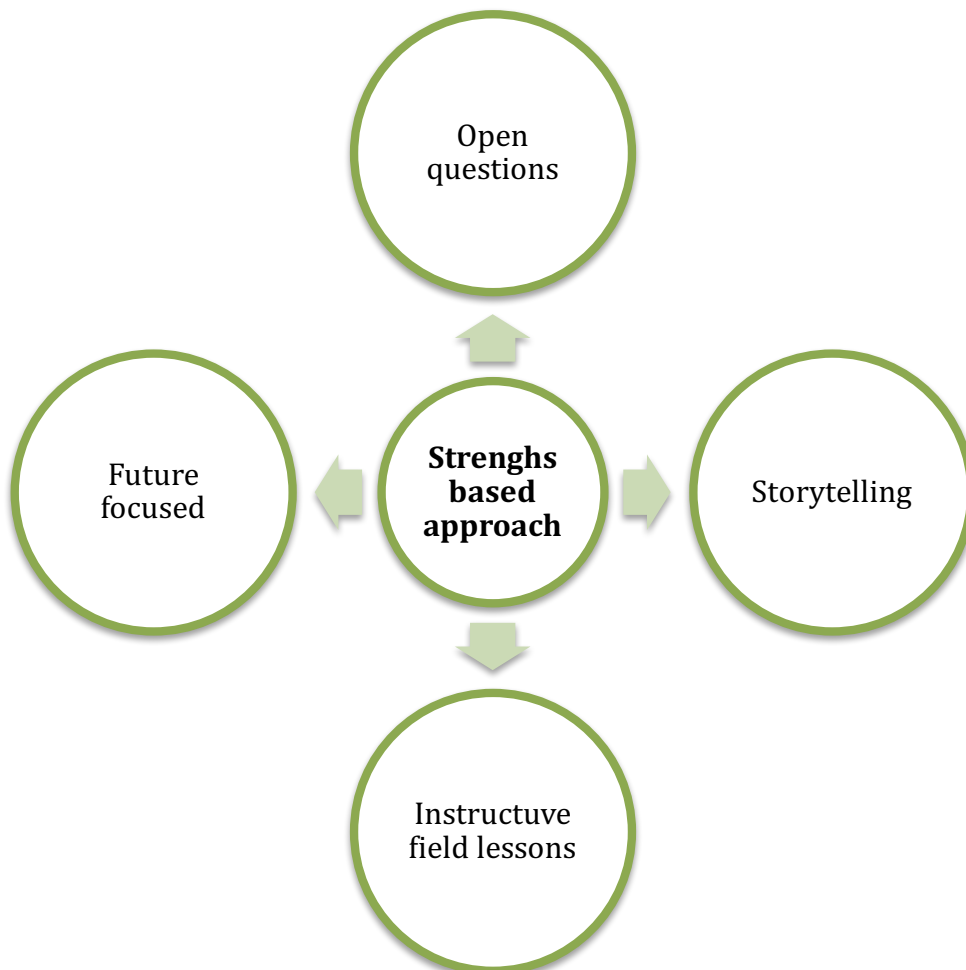 Open
questions
Future
focused
Strenghs
based
approach
Storytelling
Instructuve
field lessons